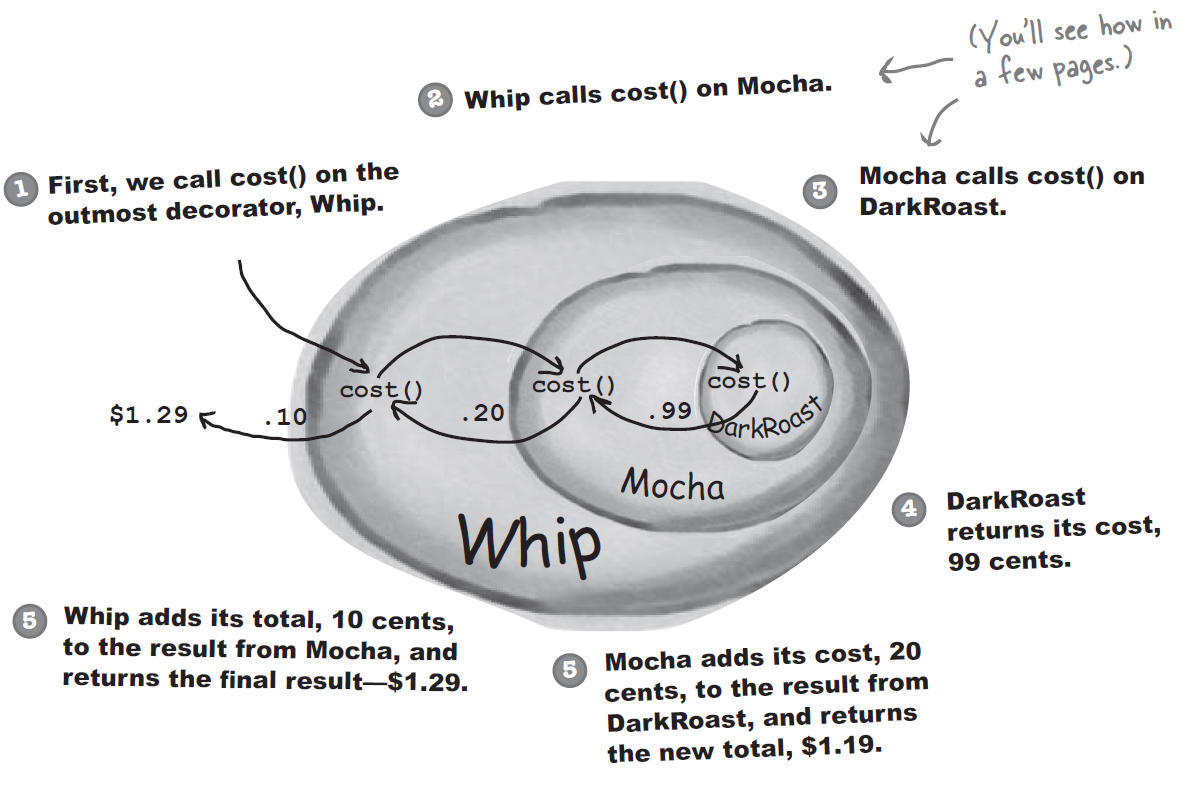 (You'll see how in
a few pages.)
2 Whip calls cost() on Mocha.
1 First, we call cost() on the
outmost decorator, Whip.
3 Mocha calls cost() on
DarkRoast.
cost()
cost()
cost()
$1.29
.10
.20
.99
DarkRoast
Mocha
Whip
4 DarkRoast
returns its cost,
99 cents.
5 Whip adds its total, 10 cents,
to the result from Mocha, and
returns the final result—$1.29.
5 Mocha adds its cost, 20
cents, to the result from
DarkRoast, and returns
the new total, $1.19.